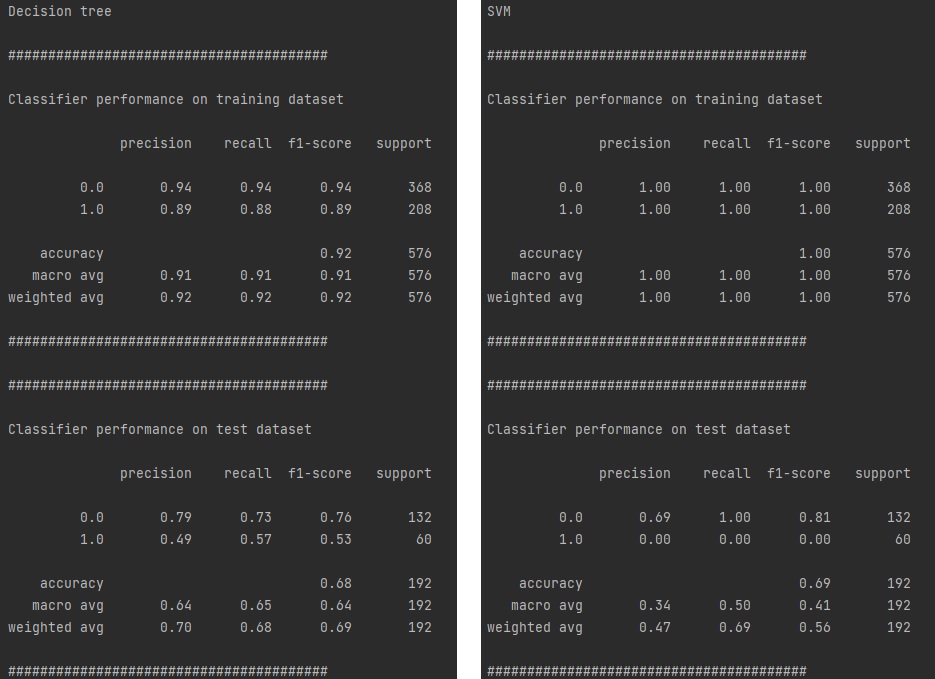 Decision tree
########################################
Classifier performance on training dataset
precision recall f1-score support
0.0 0.94 0.94 0.94 368
1.0 0.89 0.88 0.89 208
accuracy 0.92 576
macro avg 0.91 0.91 0.91 576
weighted avg 0.92 0.92 0.92 576
########################################
########################################
Classifier performance on test dataset
precision recall f1-score support
0.0 0.79 0.73 0.76 132
1.0 0.49 0.57 0.53 60
accuracy 0.68 192
macro avg 0.64 0.65 0.64 192
weighted avg 0.70 0.68 0.69 192
########################################
SVM
########################################
Classifier performance on training dataset
precision recall f1-score support
0.0 1.00 1.00 1.00 368
1.0 1.00 1.00 1.00 208
accuracy 1.00 576
macro avg 1.00 1.00 1.00 576
weighted avg 1.00 1.00 1.00 576
########################################
########################################
Classifier performance on test dataset
precision recall f1-score support
0.0 0.69 1.00 0.81 132
1.0 0.00 0.00 0.00 60
accuracy 0.69 192
macro avg 0.34 0.50 0.41 192
weighted avg 0.47 0.69 0.56 192
########################################